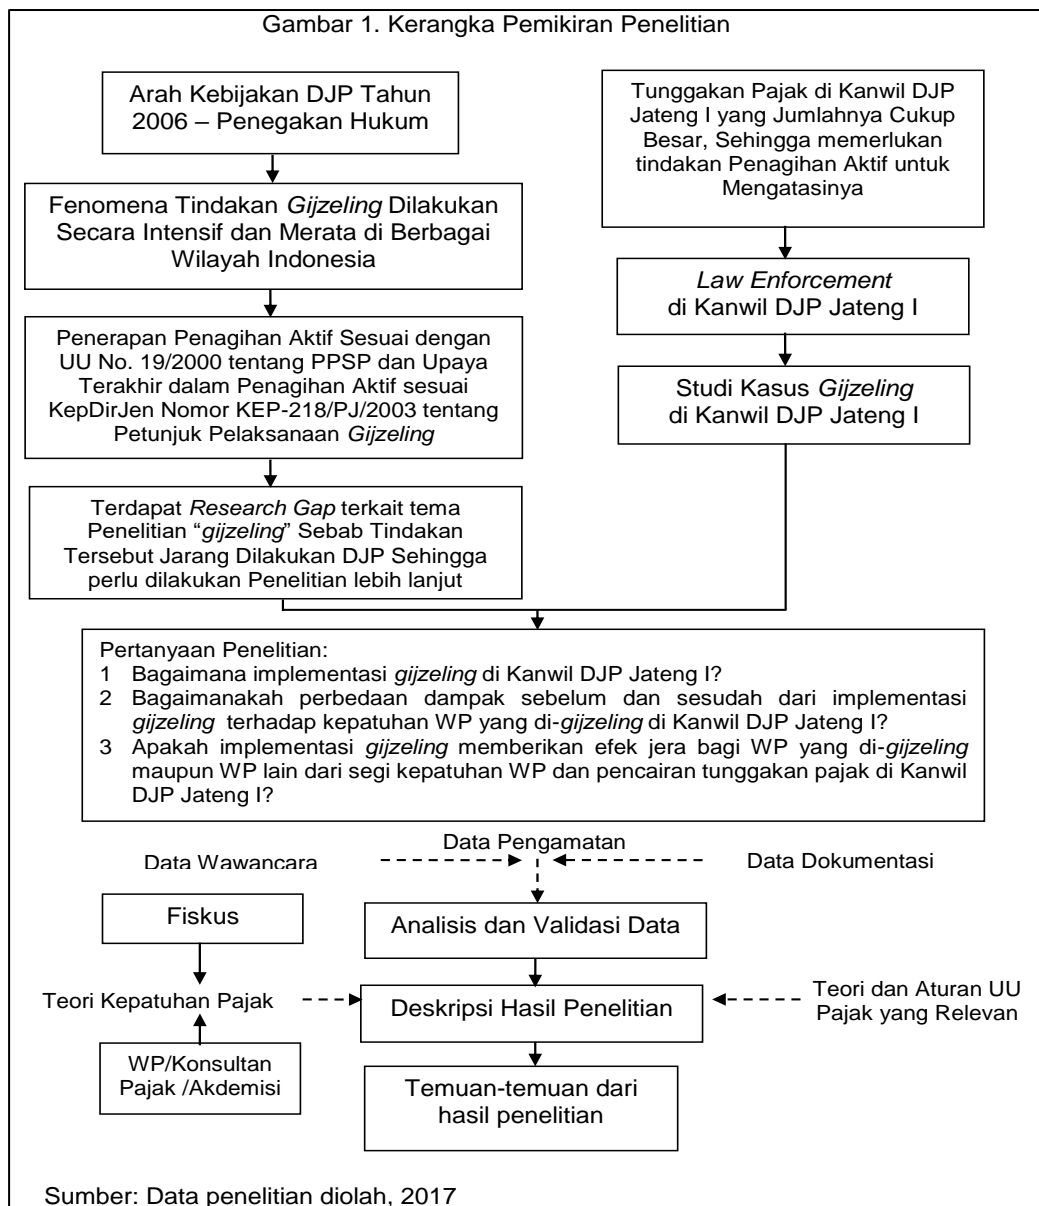 Gambar 1. Kerangka Pemikiran Penelitian
Arah Kebijakan DJP Tahun
2006 – Penegakan Hukum
Fenomena Tindakan Gijzeling Dilakukan
Secara Intensif dan Merata di Berbagai
Wilayah Indonesia
Penerapan Penagihan Aktif Sesuai dengan
UU No. 19/2000 tentang PPSP dan Upaya
Terakhir dalam Penagihan Aktif sesuai
KepDirJen Nomor KEP-218/PJ/2003 tentang
Petunjuk Pelaksanaan Gijzeling
Terdapat Research Gap terkait tema
Penelitian “gijzeling” Sebab Tindakan
Tersebut Jarang Dilakukan DJP Sehingga
perlu dilakukan Penelitian lebih lanjut
Tunggakan Pajak di Kanwil DJP
Jateng I yang Jumlahnya Cukup
Besar, Sehingga memerlukan
tindakan Penagihan Aktif untuk
Mengatasinya
Law Enforcement
di Kanwil DJP Jateng I
Studi Kasus Gijzeling
di Kanwil DJP Jateng I
Pertanyaan Penelitian:
1 Bagaimana implementasi gijzeling di Kanwil DJP Jateng I?
2 Bagaimanakah perbedaan dampak sebelum dan sesudah dari implementasi
gijzeling terhadap kepatuhan WP yang di-gijzeling di Kanwil DJP Jateng I?
3 Apakah implementasi gijzeling memberikan efek jera bagi WP yang di-gijzeling
maupun WP lain dari segi kepatuhan WP dan pencairan tunggakan pajak di Kanwil
DJP Jateng I?
Data Pengamatan
Data Wawancara
Data Dokumentasi
Fiskus
Analisis dan Validasi Data
Teori Kepatuhan Pajak
Deskripsi Hasil Penelitian
Teori dan Aturan UU
Pajak yang Relevan
WP/Konsultan
Pajak /Akdemisi
Temuan-temuan dari
hasil penelitian
Sumber: Data penelitian diolah, 2017